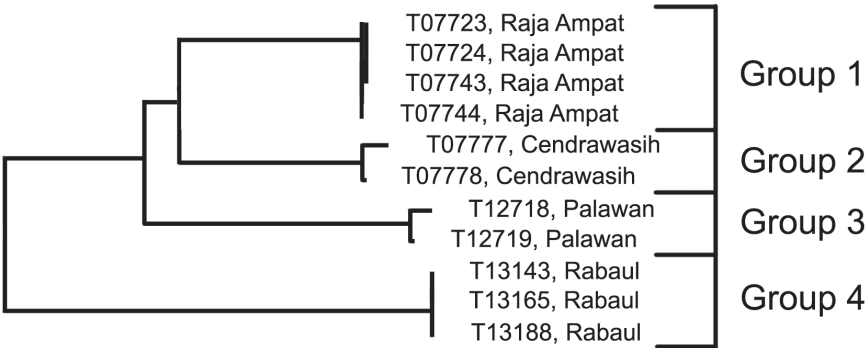 T07723, Raja Ampat
T07724, Raja Ampat
T07743, Raja Ampat
T07744, Raja Ampat
Group 1
T07777, Cendrawasih
T07778, Cendrawasih
Group 2
T12718, Palawan
T12719, Palawan
Group 3
T13143, Rabaul
T13165, Rabaul
T13188, Rabaul
Group 4